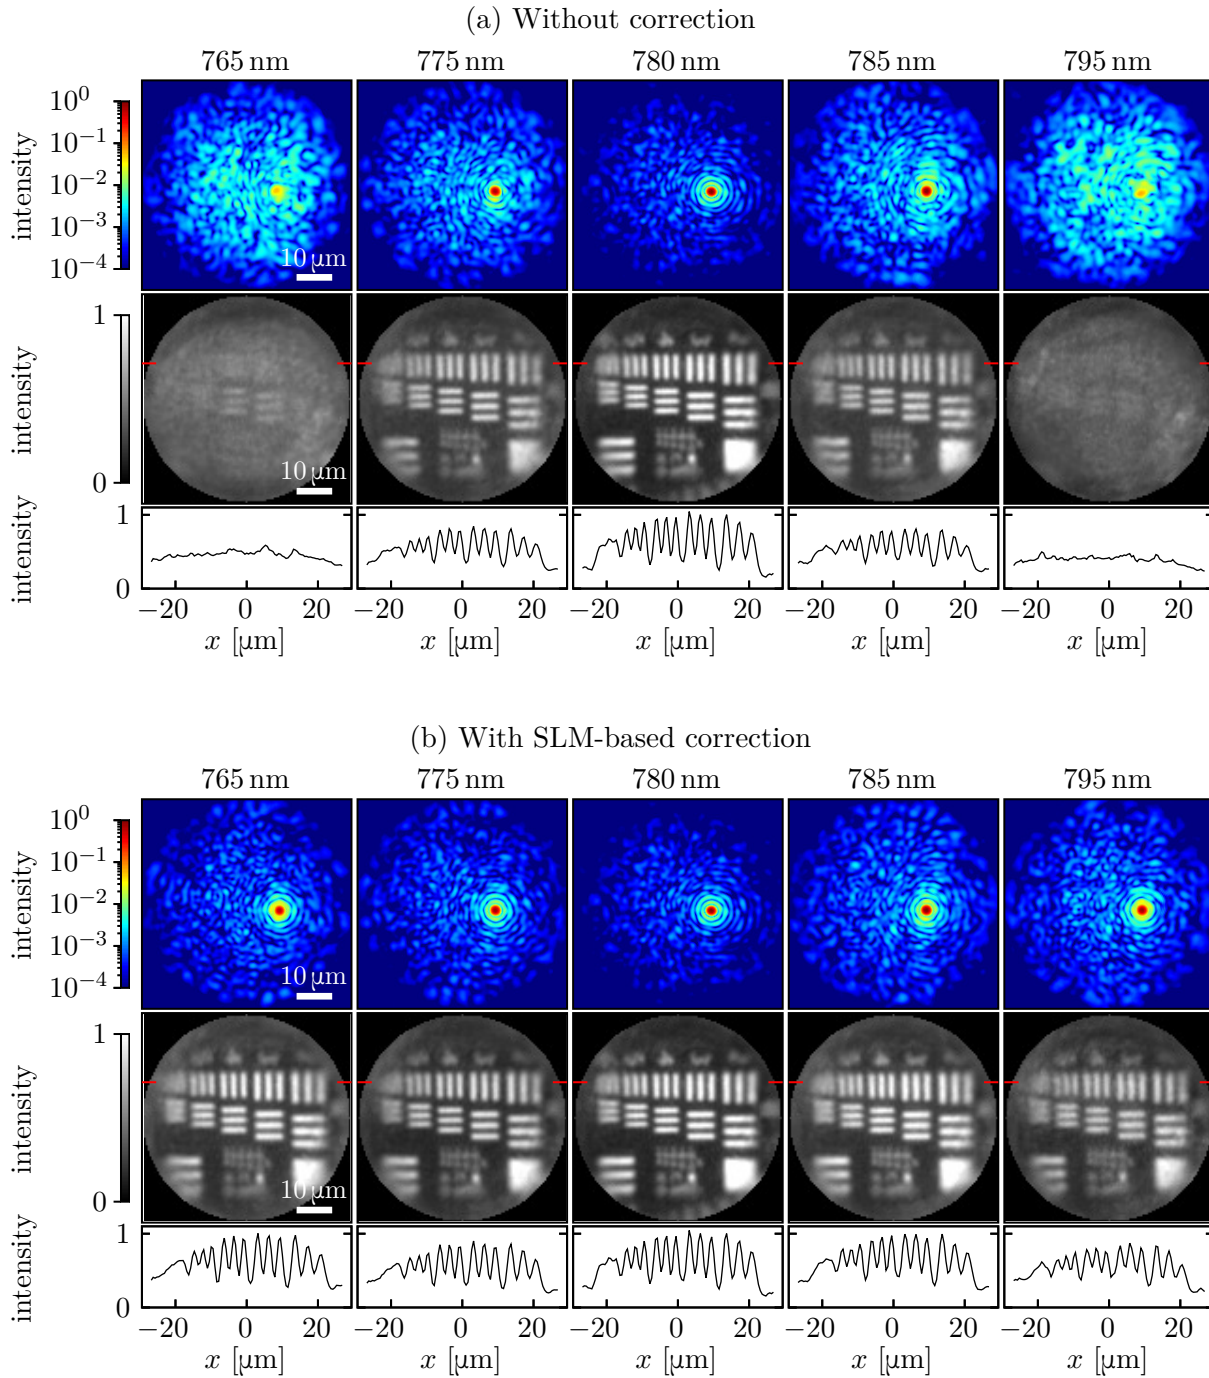 (a) Without correction
765 nm 775 nm 780 nm 785 nm 795 nm
intensity
10⁰
10⁻¹
10⁻²
10⁻³
10⁻⁴
10 µm
intensity
1
0
10 µm
intensity
1
0
−20 0 20 −20 0 20 −20 0 20 −20 0 20 −20 0 20
x [µm] x [µm] x [µm] x [µm] x [µm]
(b) With SLM-based correction
765 nm 775 nm 780 nm 785 nm 795 nm
intensity
10⁰
10⁻¹
10⁻²
10⁻³
10⁻⁴
10 µm
intensity
1
0
10 µm
intensity
1
0
−20 0 20 −20 0 20 −20 0 20 −20 0 20 −20 0 20
x [µm] x [µm] x [µm] x [µm] x [µm]